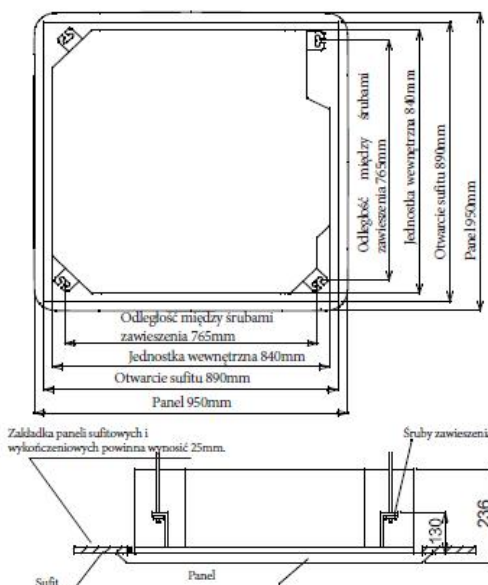 Odległość między śrubami
zawieszenia 765mm
Jednostka wewnętrzna 840mm
Otwarcie sufitu 890mm
Panel 950mm
Odległość między śrubami
zawieszenia 765mm
Jednostka wewnętrzna 840mm
Otwarcie sufitu 890mm
Panel 950mm
Zakładka paneli sufitowych i
wykończeniowych powinna wynosić 25mm.
Śruby zawieszenia
236
130
Sufit
Panel